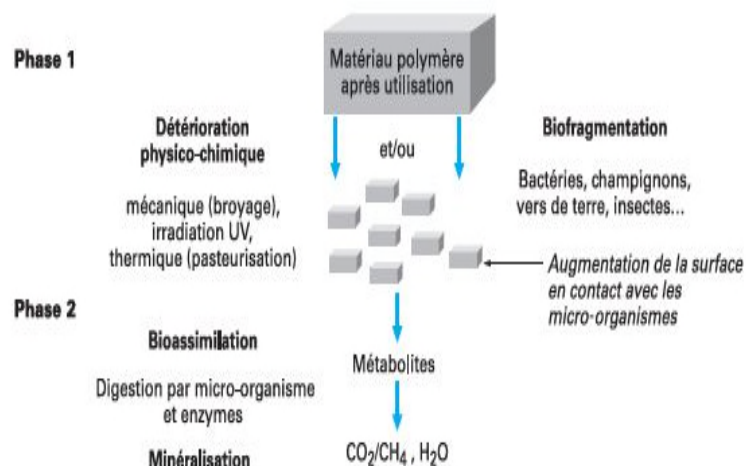 Phase 1
Matériau polymère
après utilisation
Détérioration
physico-chimique
et/ou
Biofragmentation
mécanique (broyage),
irradiation UV,
thermique (pasteurisation)
Bactéries, champignons,
vers de terre, insectes...
Augmentation de la surface
en contact avec les
micro-organismes
Phase 2
Bioassimilation
Digestion par micro-organisme
et enzymes
Métabolites
Minéralisation
CO₂/CH₄ , H₂O